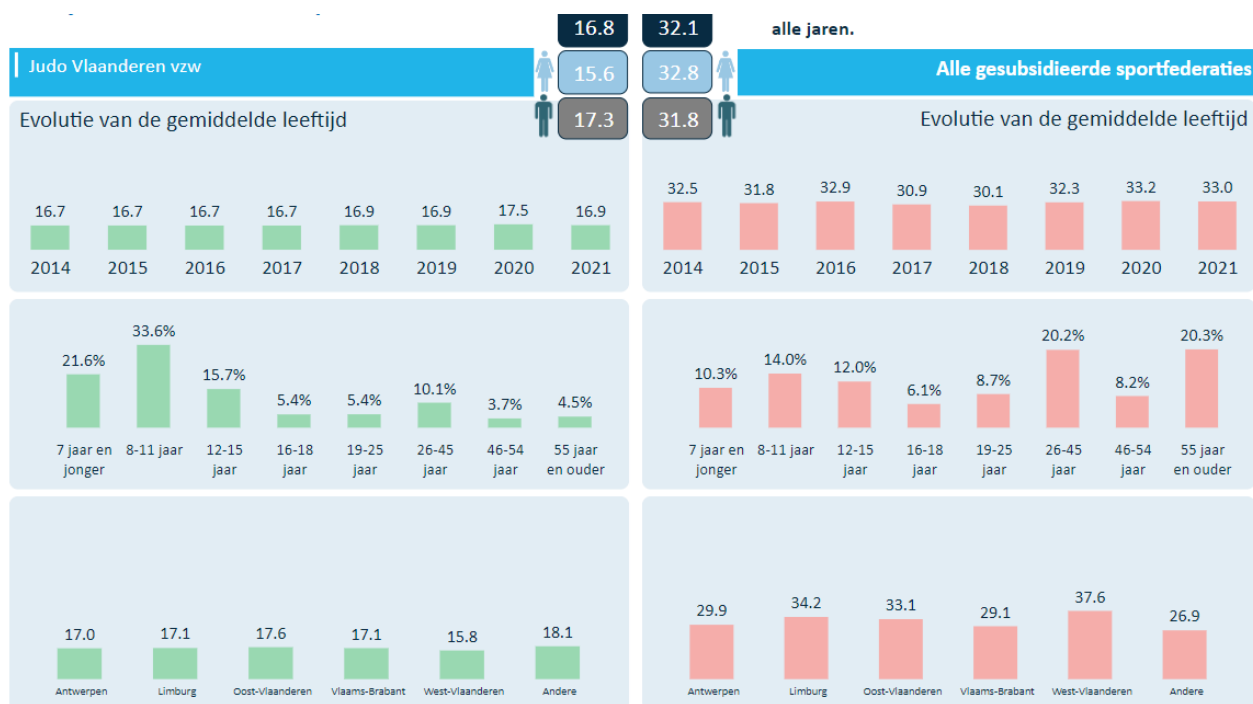 16.8 32.1 alle jaren.
Judo Vlaanderen vzw 15.6 32.8 Alle gesubsidieerde sportfederaties
Evolutie van de gemiddelde leeftijd 17.3 31.8 Evolutie van de gemiddelde leeftijd
16.7 16.7 16.7 16.7 16.9 16.9 17.5 16.9
2014 2015 2016 2017 2018 2019 2020 2021
32.5 31.8 32.9 30.9 30.1 32.3 33.2 33.0
2014 2015 2016 2017 2018 2019 2020 2021
21.6% 33.6% 15.7% 5.4% 5.4% 10.1% 3.7% 4.5%
7 jaar en 8-11 jaar 12-15 16-18 19-25 26-45 46-54 55 jaar
jonger jaar jaar jaar jaar jaar en ouder
10.3% 14.0% 12.0% 6.1% 8.7% 20.2% 8.2% 20.3%
7 jaar en 8-11 jaar 12-15 16-18 19-25 26-45 46-54 55 jaar
jonger jaar jaar jaar jaar jaar en ouder
17.0 17.1 17.6 17.1 15.8 18.1
Antwerpen Limburg Oost-Vlaanderen Vlaams-Brabant West-Vlaanderen Andere
29.9 34.2 33.1 29.1 37.6 26.9
Antwerpen Limburg Oost-Vlaanderen Vlaams-Brabant West-Vlaanderen Andere